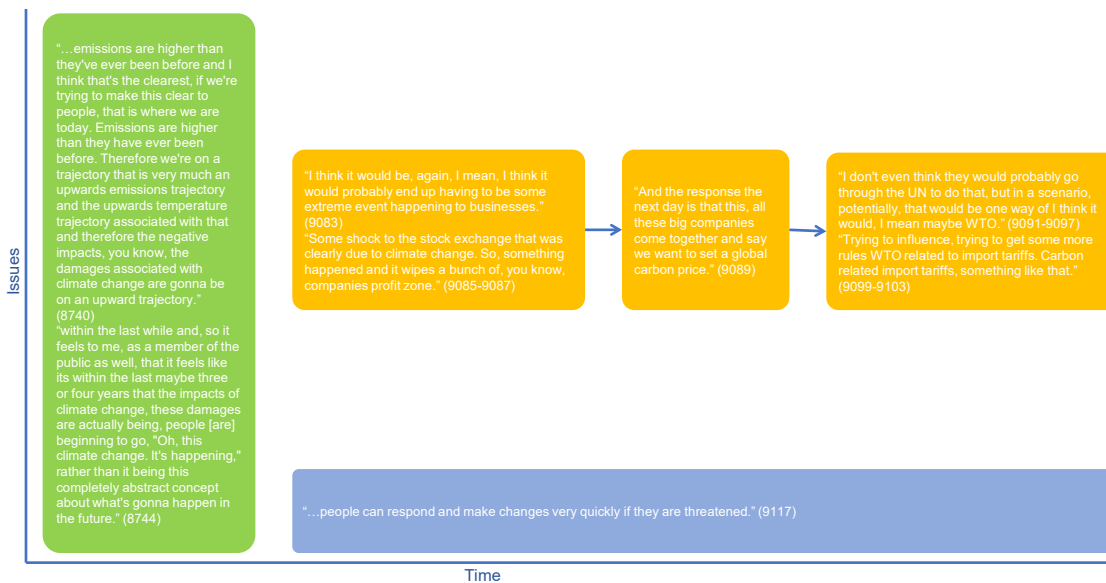 Issues
“…emissions are higher than
they've ever been before and I
think that's the clearest, if we're
trying to make this clear to
people, that is where we are
today. Emissions are higher
than they have ever been
before. Therefore we're on a
trajectory that is very much an
upwards emissions trajectory
and the upwards temperature
trajectory associated with that
and therefore the negative
impacts, you know, the
damages associated with
climate change are gonna be
on an upward trajectory.”
(8740)
“within the last while and, so it
feels to me, as a member of the
public as well, that it feels like
its within the last maybe three
or four years that the impacts of
climate change, these damages
are actually being, people [are]
beginning to go, "Oh, this
climate change. It's happening,"
rather than it being this
completely abstract concept
about what's gonna happen in
the future.” (8744)
“I think it would be, again, I mean, I think it
would probably end up having to be some
extreme event happening to businesses.”
(9083)
“Some shock to the stock exchange that was
clearly due to climate change. So, something
happened and it wipes a bunch of, you know,
companies profit zone.” (9085-9087)
“And the response the
next day is that this, all
these big companies
come together and say
we want to set a global
carbon price.” (9089)
“I don't even think they would probably go
through the UN to do that, but in a scenario,
potentially, that would be one way of I think it
would, I mean maybe WTO.” (9091-9097)
“Trying to influence, trying to get some more
rules WTO related to import tariffs. Carbon
related import tariffs, something like that.”
(9099-9103)
“…people can respond and make changes very quickly if they are threatened.” (9117)
Time